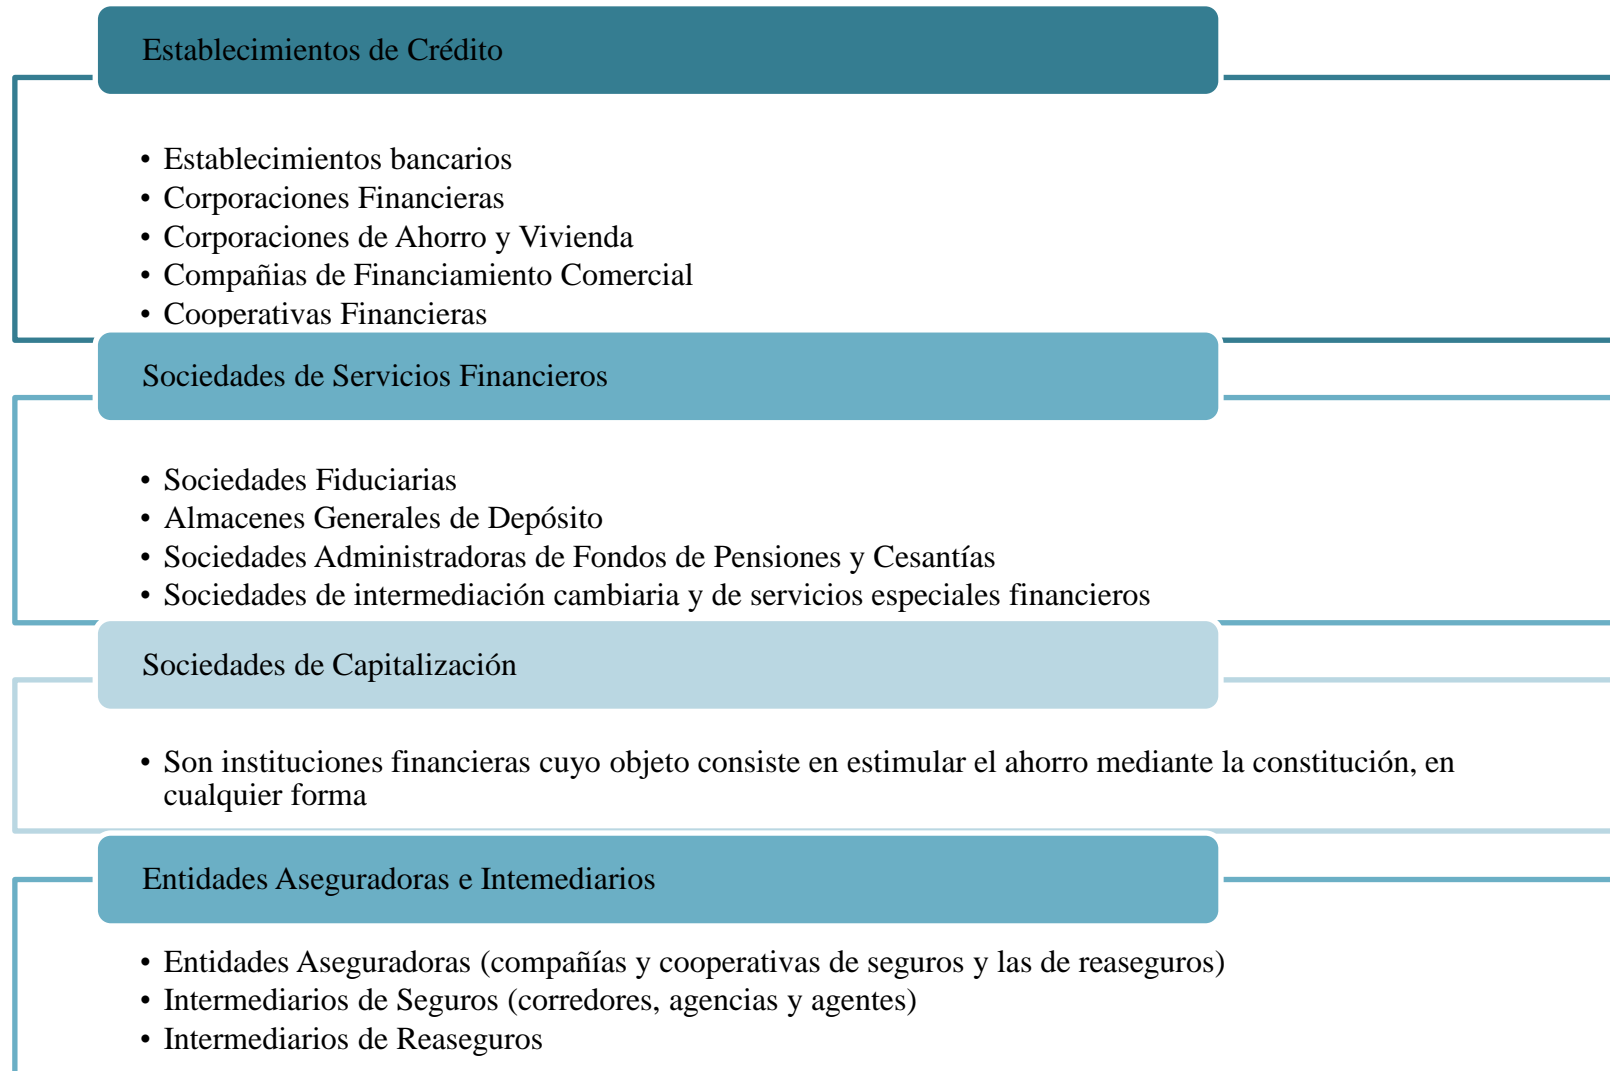 Establecimientos de Crédito
• Establecimientos bancarios
• Corporaciones Financieras
• Corporaciones de Ahorro y Vivienda
• Compañias de Financiamiento Comercial
• Cooperativas Financieras
Sociedades de Servicios Financieros
• Sociedades Fiduciarias
• Almacenes Generales de Depósito
• Sociedades Administradoras de Fondos de Pensiones y Cesantías
• Sociedades de intermediación cambiaria y de servicios especiales financieros
Sociedades de Capitalización
• Son instituciones financieras cuyo objeto consiste en estimular el ahorro mediante la constitución, en
cualquier forma
Entidades Aseguradoras e Intemediarios
• Entidades Aseguradoras (compañías y cooperativas de seguros y las de reaseguros)
• Intermediarios de Seguros (corredores, agencias y agentes)
• Intermediarios de Reaseguros